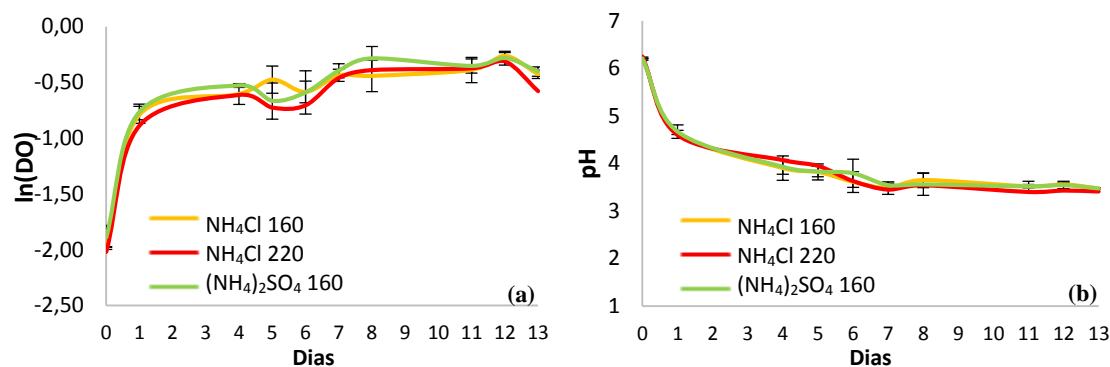 0,00
-0,50
-1,00
-1,50
-2,00
-2,50
ln(DO)
NH₄Cl 160
NH₄Cl 220
(NH₄)₂SO₄ 160
(a)
0 1 2 3 4 5 6 7 8 9 10 11 12 13
Dias
7
6
5
4
3
2
1
pH
NH₄Cl 160
NH₄Cl 220
(NH₄)₂SO₄ 160
(b)
0 1 2 3 4 5 6 7 8 9 10 11 12 13
Dias